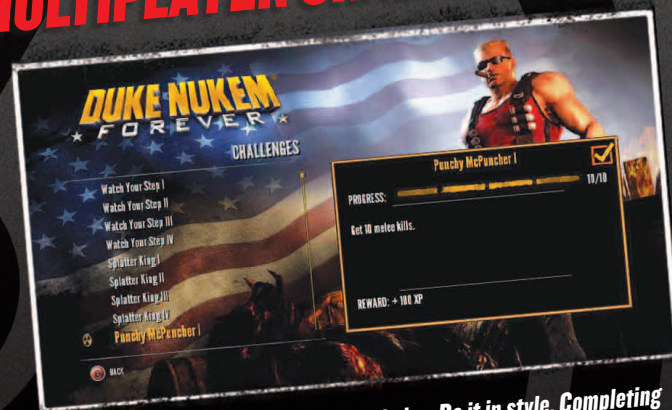 MULTIPLAYER
DUKE NUKEM
FOREVER
CHALLENGES
Watch Your Step I
Watch Your Step II
Watch Your Step III
Watch Your Step IV
Splatter King I
Splatter King II
Splatter King III
Splatter King IV
Punchy McPuncher I
BACK
Punchy McPuncher I
PROGRESS:
10/10
Get 10 melee kills.
REWARD: + 100 XP
Do it in style. Completing